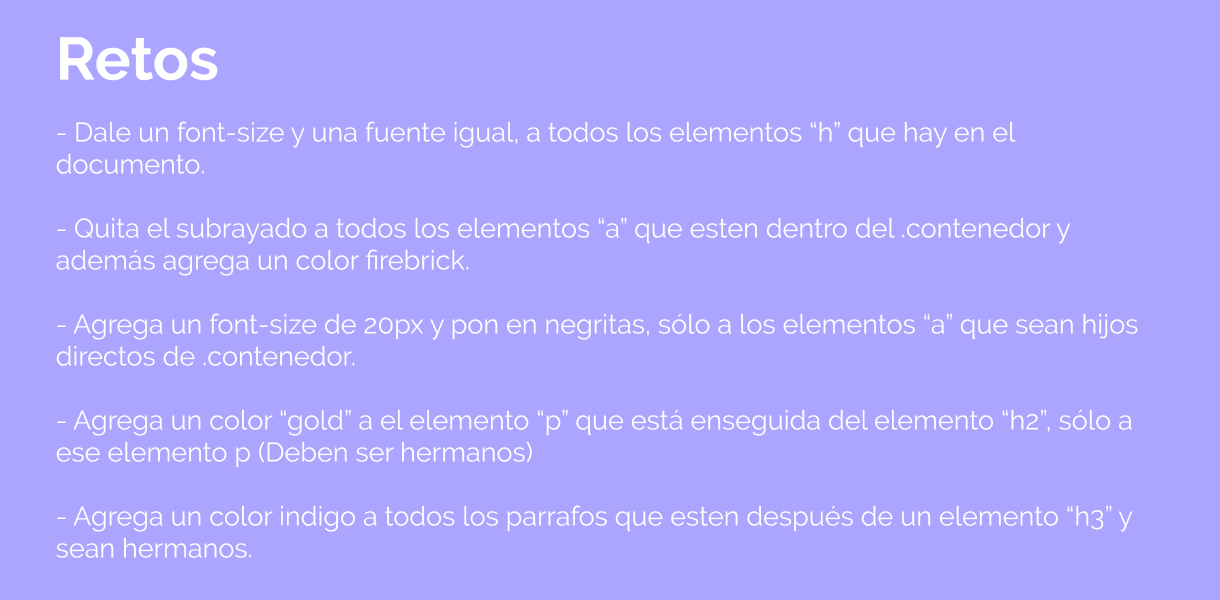 Retos
- Dale un font-size y una fuente igual, a todos los elementos “h” que hay en el
documento.
- Quita el subrayado a todos los elementos “a” que esten dentro del .contenedor y
además agrega un color firebrick.
- Agrega un font-size de 20px y pon en negritas, sólo a los elementos “a” que sean hijos
directos de .contenedor.
- Agrega un color “gold” a el elemento “p” que está enseguida del elemento “h2”, sólo a
ese elemento p (Deben ser hermanos)
- Agrega un color indigo a todos los parrafos que esten después de un elemento “h3” y
sean hermanos.